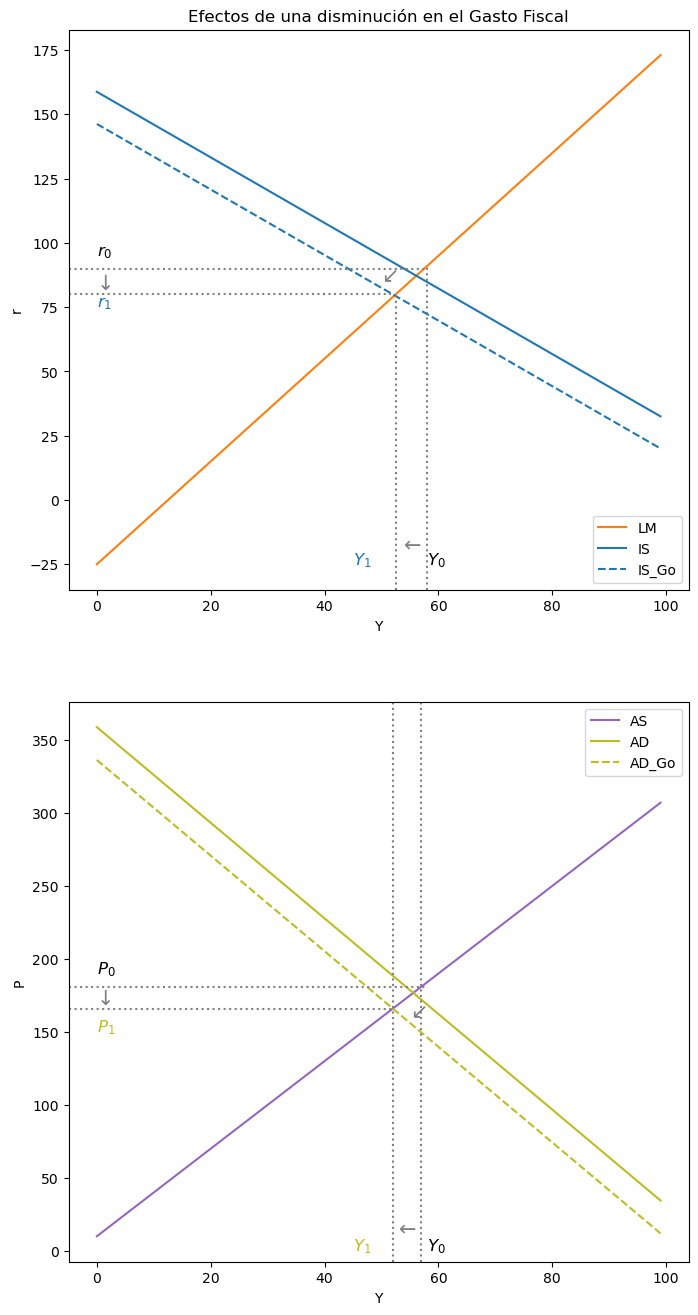 Efectos de una disminución en el Gasto Fiscal
175
150
125
100
75
50
25
0
−25
r
r₀
↓
r₁
↙
Y₁
←
Y₀
LM
IS
IS_Go
0
20
40
60
80
100
Y
350
300
250
200
150
100
50
0
P
AS
AD
AD_Go
P₀
↓
P₁
↙
Y₁
←
Y₀
0
20
40
60
80
100
Y